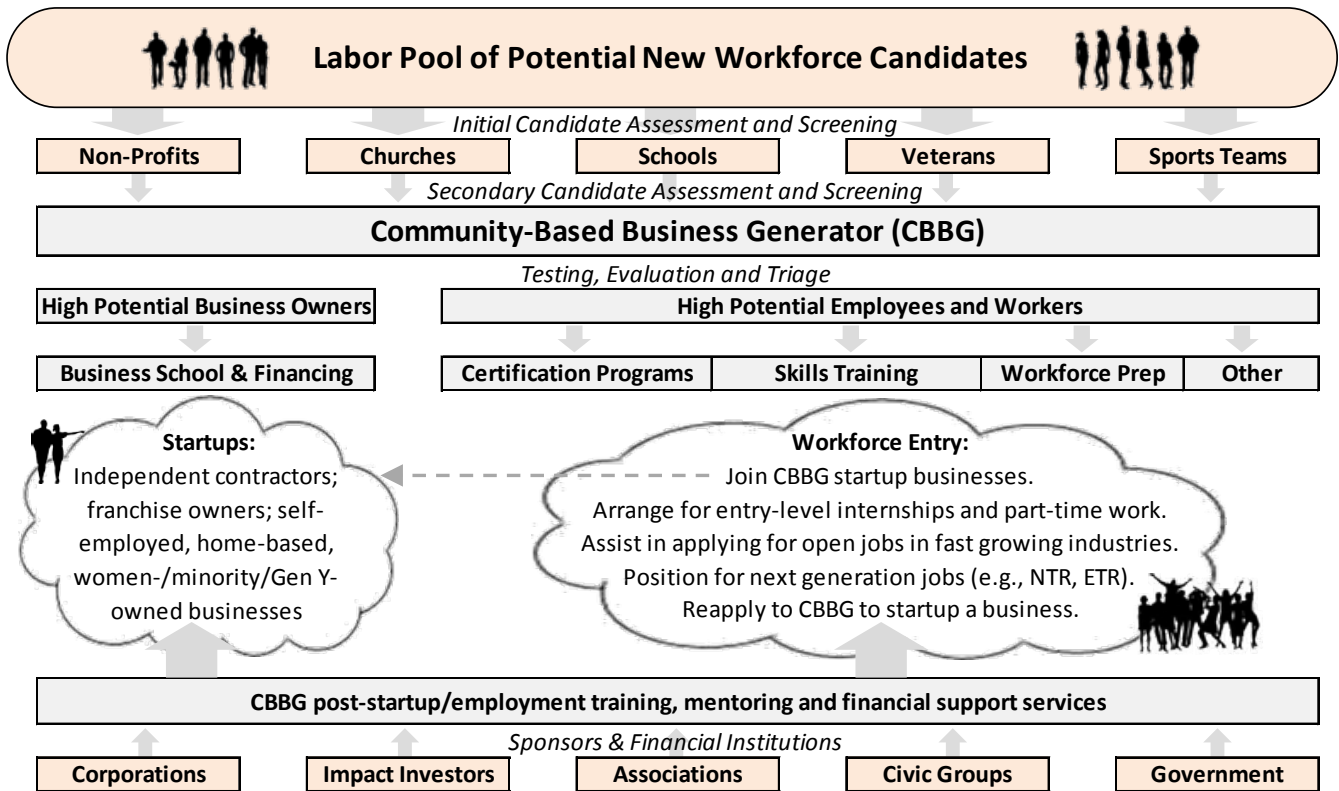 Labor Pool of Potential New Workforce Candidates
Initial Candidate Assessment and Screening
Non-Profits
Churches
Schools
Veterans
Sports Teams
Secondary Candidate Assessment and Screening
Community-Based Business Generator (CBBG)
Testing, Evaluation and Triage
High Potential Business Owners
High Potential Employees and Workers
Business School & Financing
Certification Programs
Skills Training
Workforce Prep
Other
Startups:
Independent contractors;
franchise owners; self-
employed, home-based,
women-/minority/Gen Y-
owned businesses
Workforce Entry:
Join CBBG startup businesses.
Arrange for entry-level internships and part-time work.
Assist in applying for open jobs in fast growing industries.
Position for next generation jobs (e.g., NTR, ETR).
Reapply to CBBG to startup a business.
CBBG post-startup/employment training, mentoring and financial support services
Sponsors & Financial Institutions
Corporations
Impact Investors
Associations
Civic Groups
Government